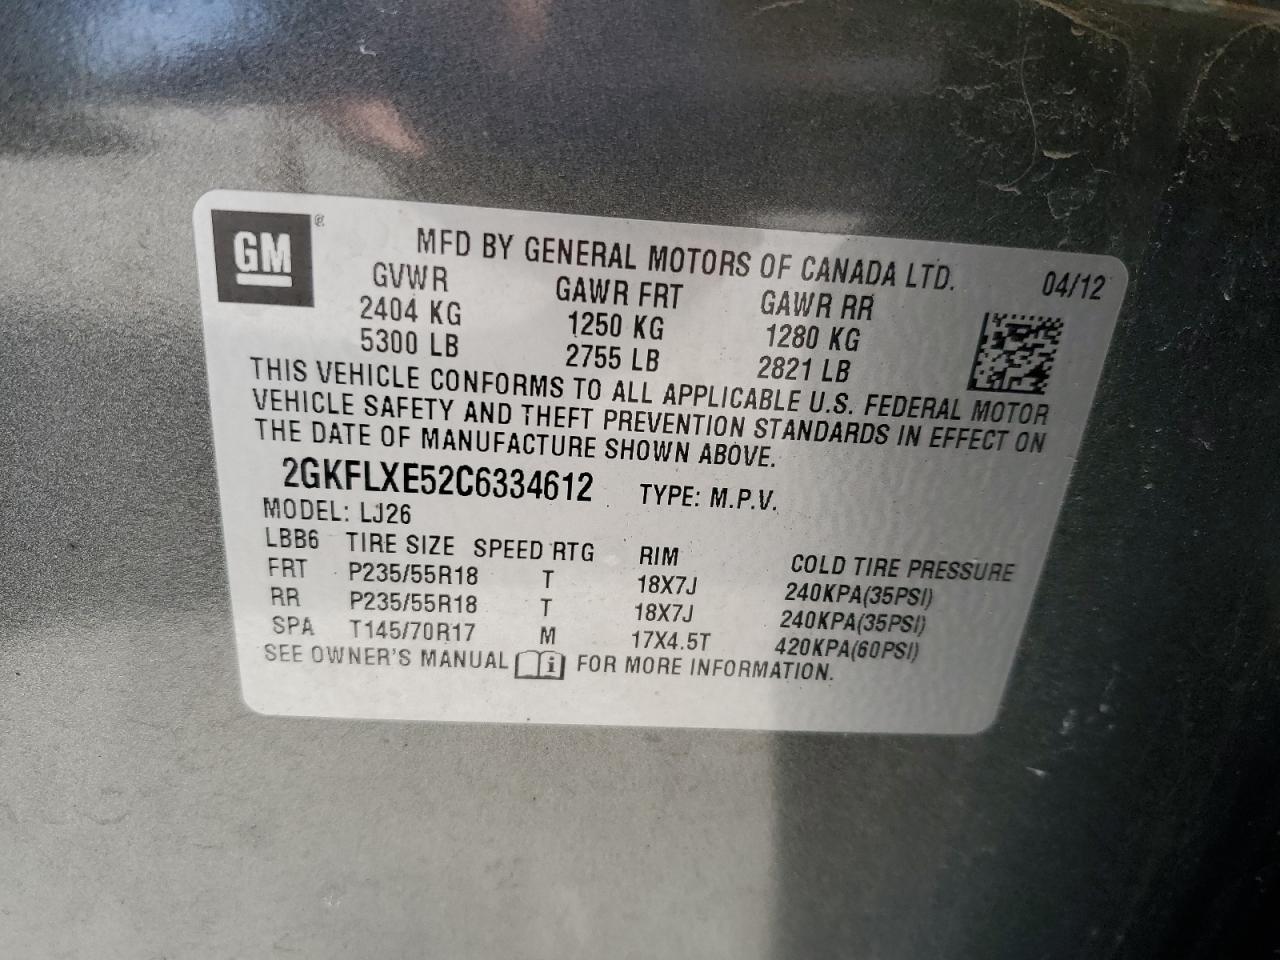 GM ®
MFD BY GENERAL MOTORS OF CANADA LTD. 04/12
GVWR GAWR FRT GAWR RR
2404 KG 1250 KG 1280 KG
5300 LB 2755 LB 2821 LB
THIS VEHICLE CONFORMS TO ALL APPLICABLE U.S. FEDERAL MOTOR
VEHICLE SAFETY AND THEFT PREVENTION STANDARDS IN EFFECT ON
THE DATE OF MANUFACTURE SHOWN ABOVE.
2GKFLXE52C6334612 TYPE: M.P.V.
MODEL: LJ26
LBB6 TIRE SIZE SPEED RTG RIM COLD TIRE PRESSURE
FRT P235/55R18 T 18X7J 240KPA(35PSI)
RR P235/55R18 T 18X7J 240KPA(35PSI)
SPA T145/70R17 M 17X4.5T 420KPA(60PSI)
SEE OWNER'S MANUAL i FOR MORE INFORMATION.